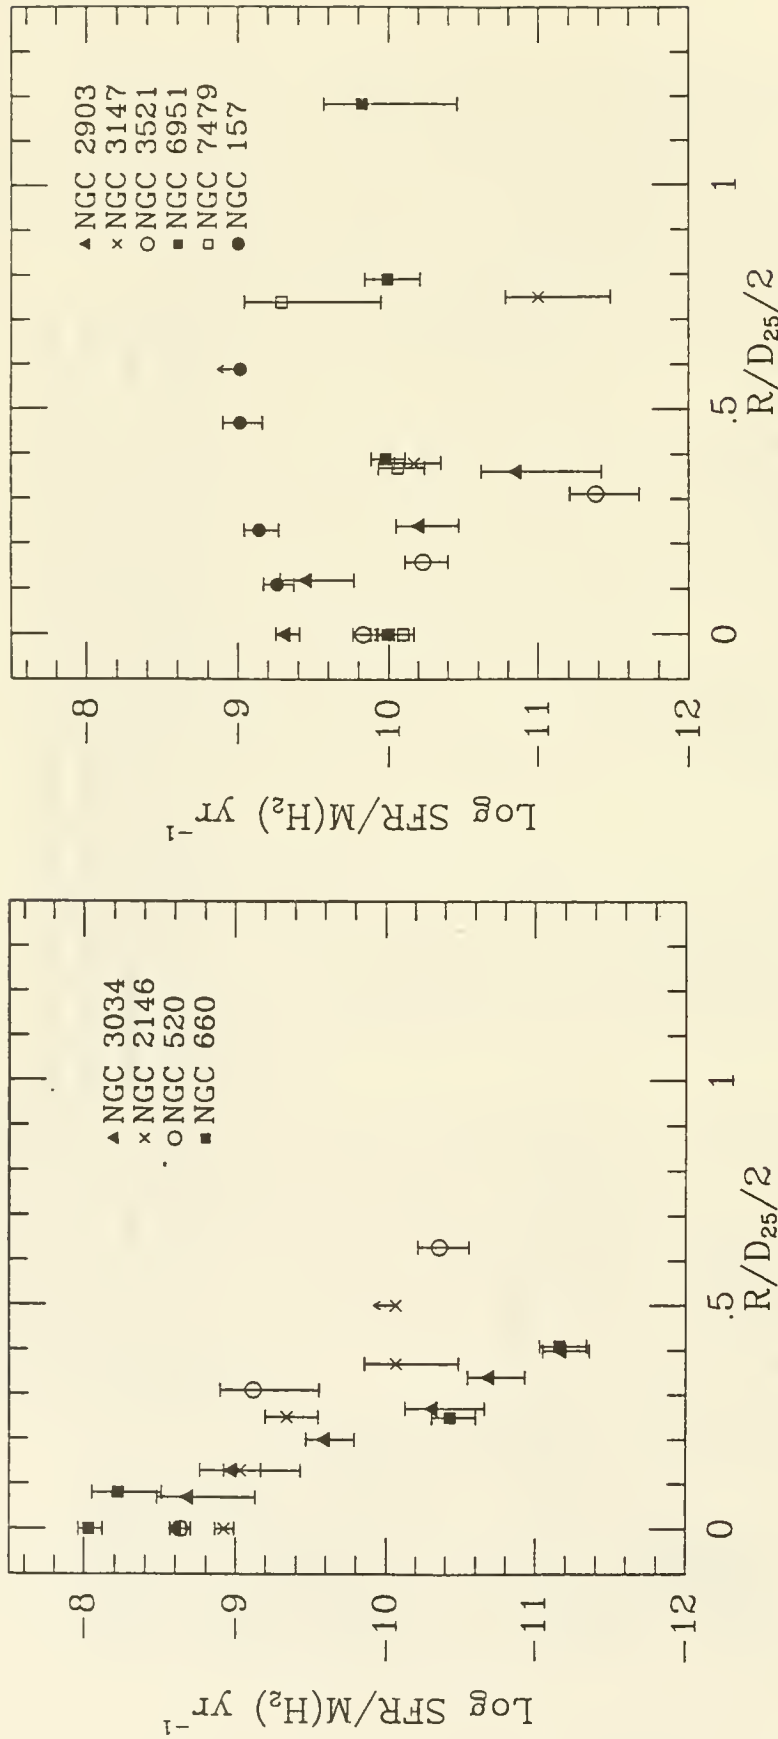 NGC 3034
NGC 2146
NGC 520
NGC 660
-8
-9
-10
-11
-12
Log SFR/M(H₂) yr⁻¹
0
.5
1
R/D₂₅/2
NGC 2903
NGC 3147
NGC 3521
NGC 6951
NGC 7479
NGC 157
-8
-9
-10
-11
-12
Log SFR/M(H₂) yr⁻¹
0
.5
1
R/D₂₅/2